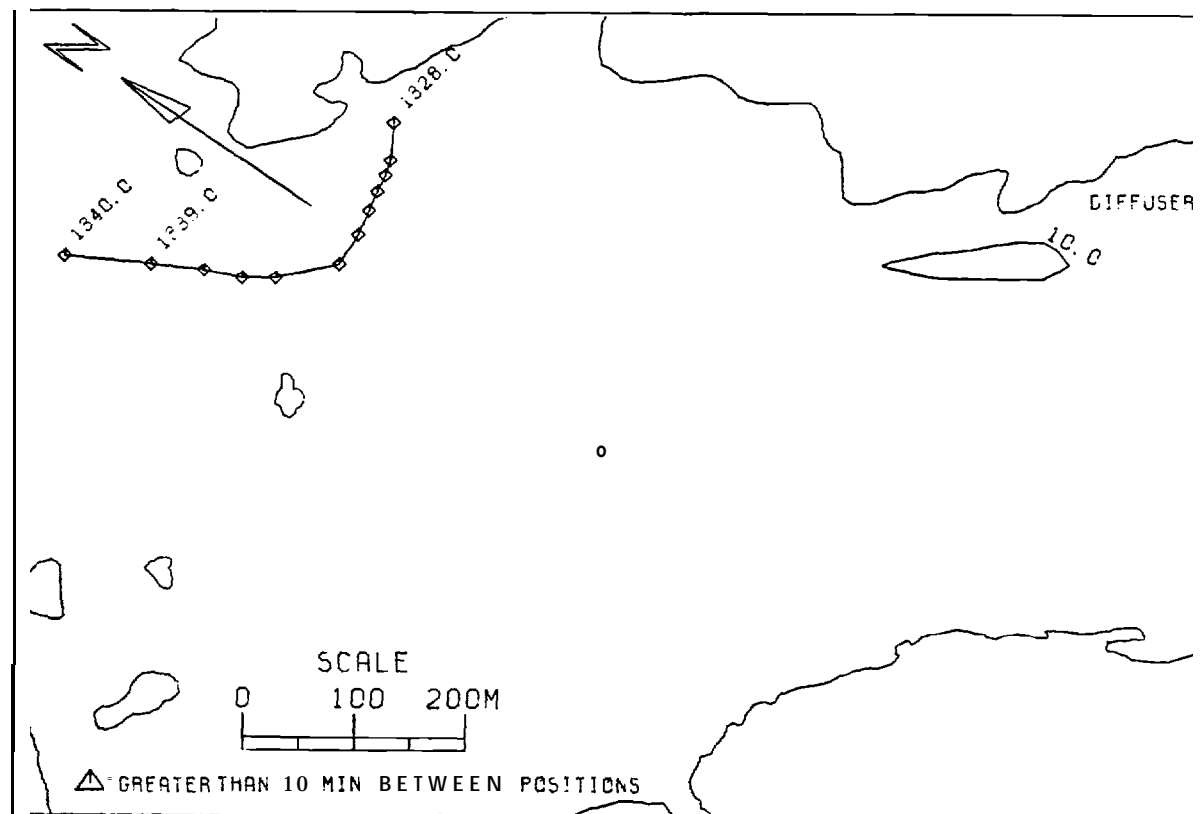 N
1328.0
1340.0
1339.0
DIFFUSER
10.0
SCALE
0 100 200M
GREATER THAN 10 MIN BETWEEN POSITIONS